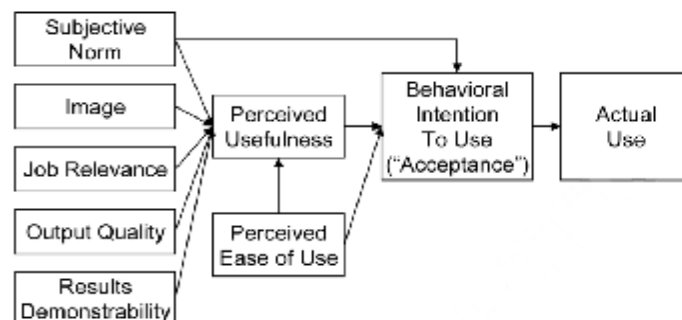 Subjective
Norm
Image
Job Relevance
Output Quality
Results
Demonstrability
Perceived
Usefulness
Perceived
Ease of Use
Behavioral
Intention
To Use
("Acceptance")
Actual
Use